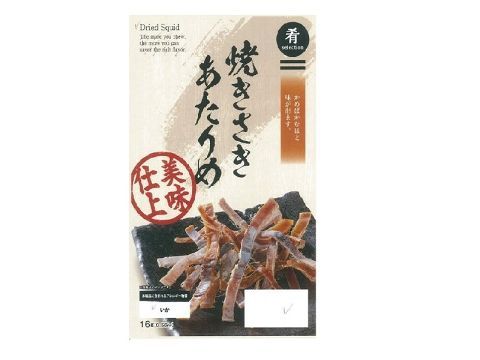 Dried Squid
The more you chew,
the more you can
savor the rich flavor.
肴
selection
焼きさき
あたりめ
かめばかむほど
味が出ます。
美味
仕上
いか